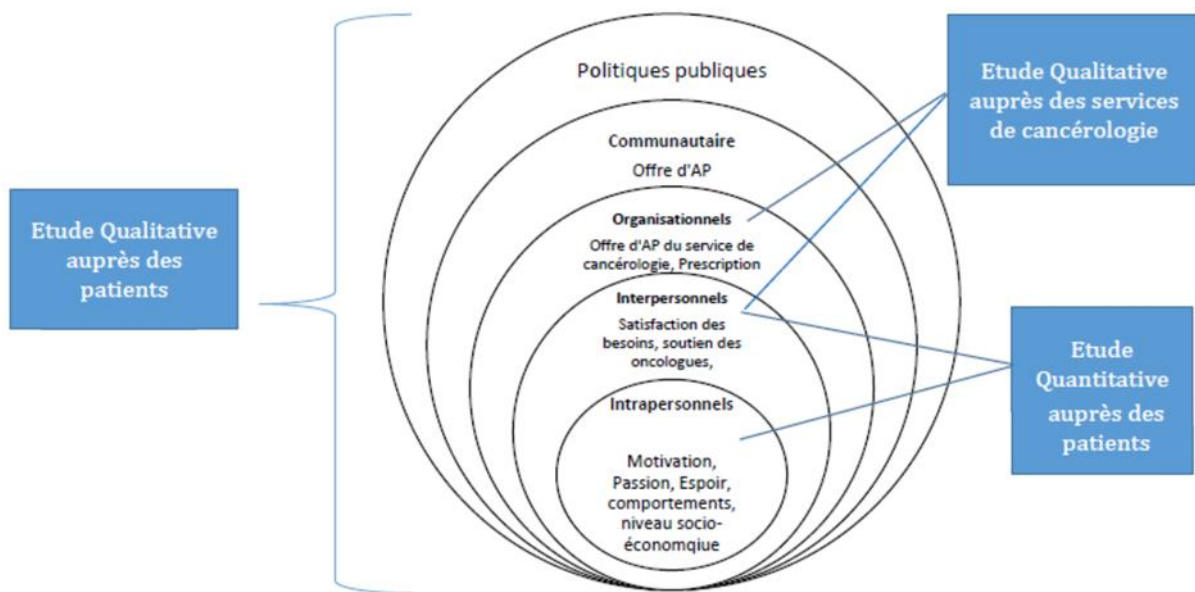 Etude Qualitative
auprès des
patients
Politiques publiques
Communautaire
Offre d'AP
Organisationnels
Offre d'AP du service de
cancérologie, Prescription
Interpersonnels
Satisfaction des
besoins, soutien des
oncologues,
Intrapersonnels
Motivation,
Passion, Espoir,
comportements,
niveau socio-
économqiue
Etude Qualitative
auprès des services
de cancérologie
Etude
Quantitative
auprès des
patients